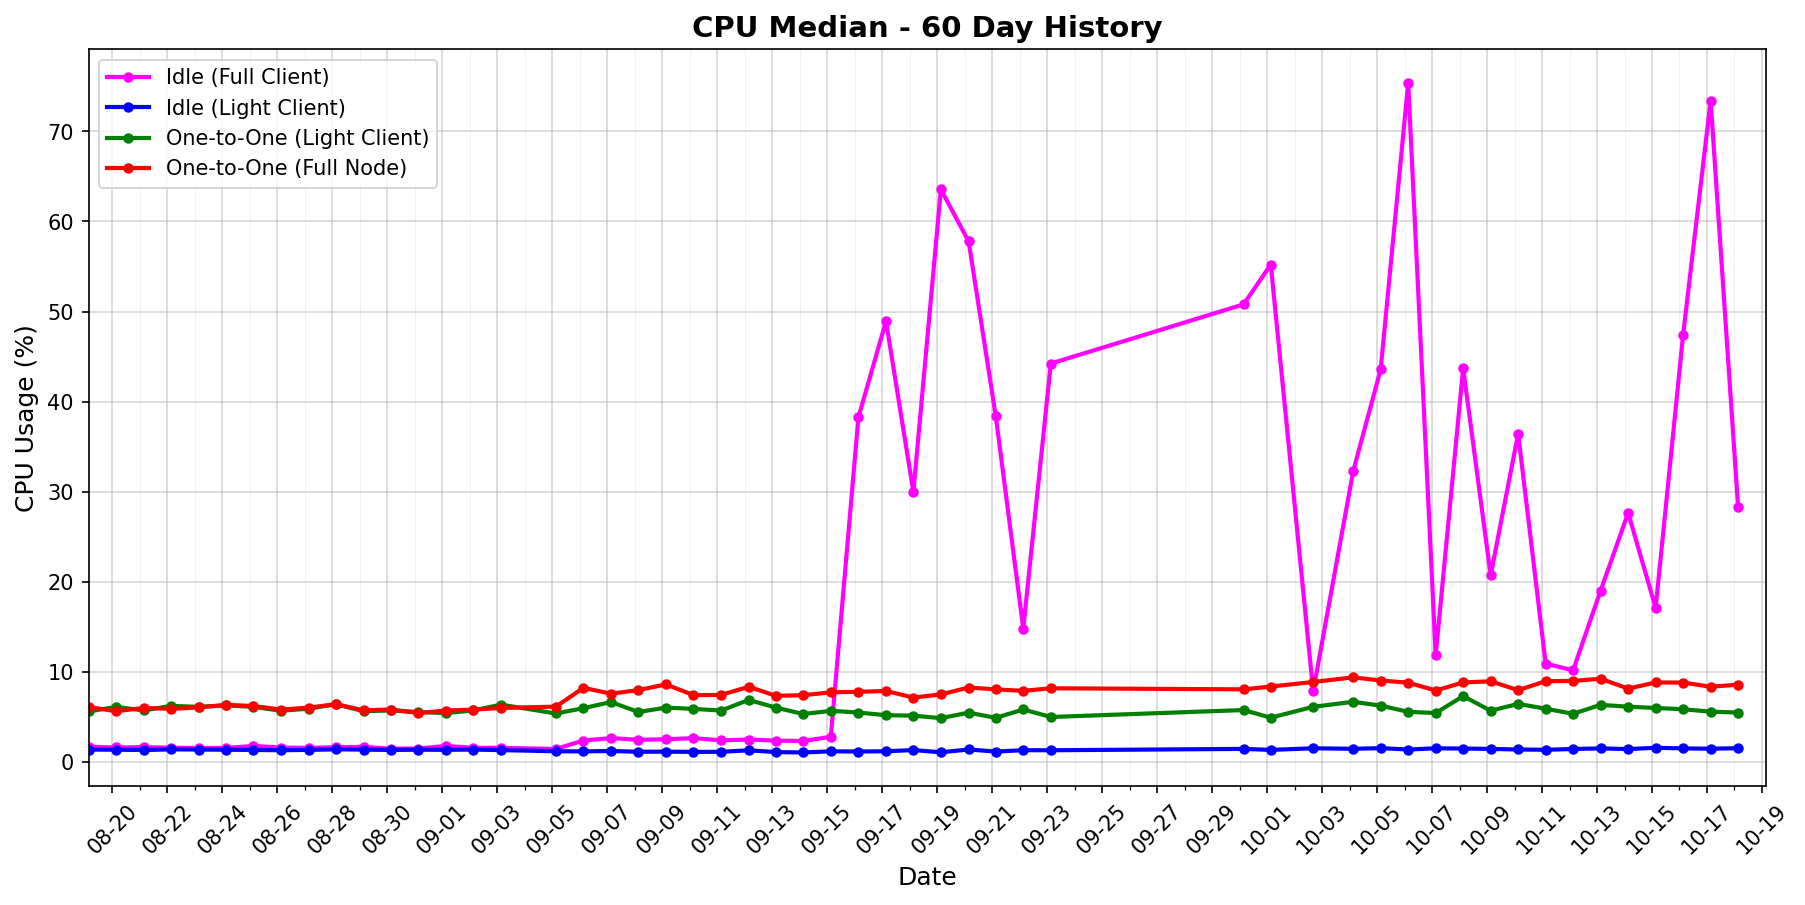 CPU Median - 60 Day History
Idle (Full Client)
Idle (Light Client)
One-to-One (Light Client)
One-to-One (Full Node)
CPU Usage (%)
70
60
50
40
30
20
10
0
08-20 08-22 08-24 08-26 08-28 08-30 09-01 09-03 09-05 09-07 09-09 09-11 09-13 09-15 09-17 09-19 09-21 09-23 09-25 09-27 09-29 10-01 10-03 10-05 10-07 10-09 10-11 10-13 10-15 10-17 10-19
Date